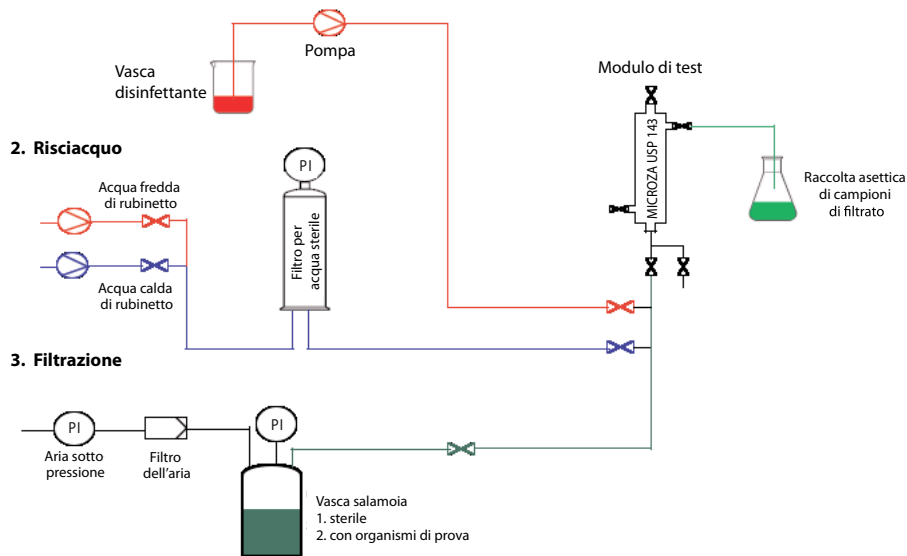 Pompa
Vasca
disinfettante
Modulo di test
MICROZA USP 143
Raccolta asettica
di campioni
di filtrato
2. Risciacquo
PI
Acqua fredda
di rubinetto
Filtro per
acqua sterile
Acqua calda
di rubinetto
3. Filtrazione
PI
PI
Aria sotto
pressione
Filtro
dell'aria
Vasca salamoia
1. sterile
2. con organismi di prova